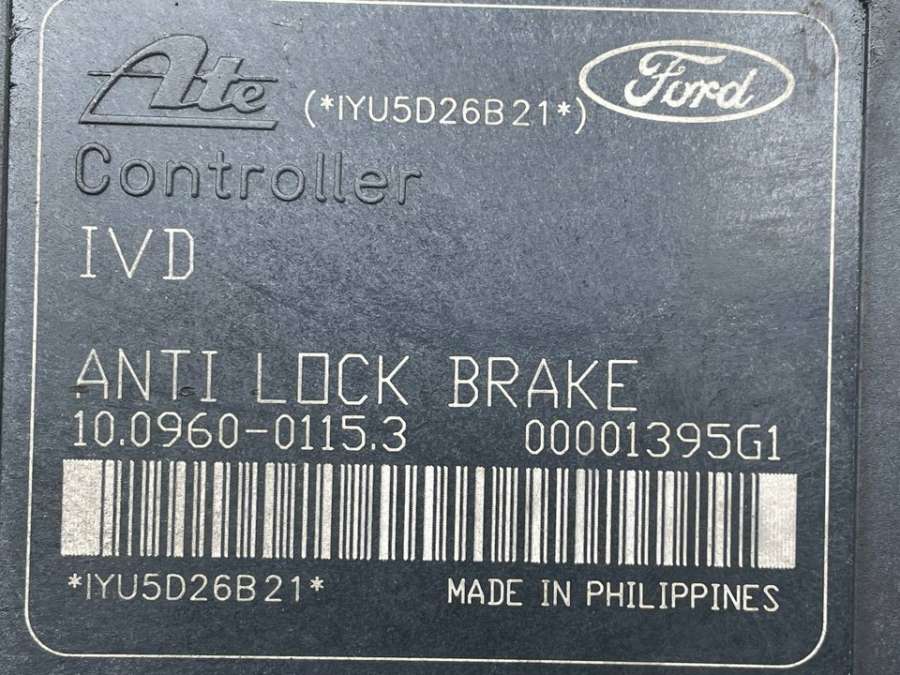 Ate (*IYU5D26B21*) Ford
Controller
IVD
ANTI LOCK BRAKE
10.0960-0115.3 00001395G1
*IYU5D26B21* MADE IN PHILIPPINES